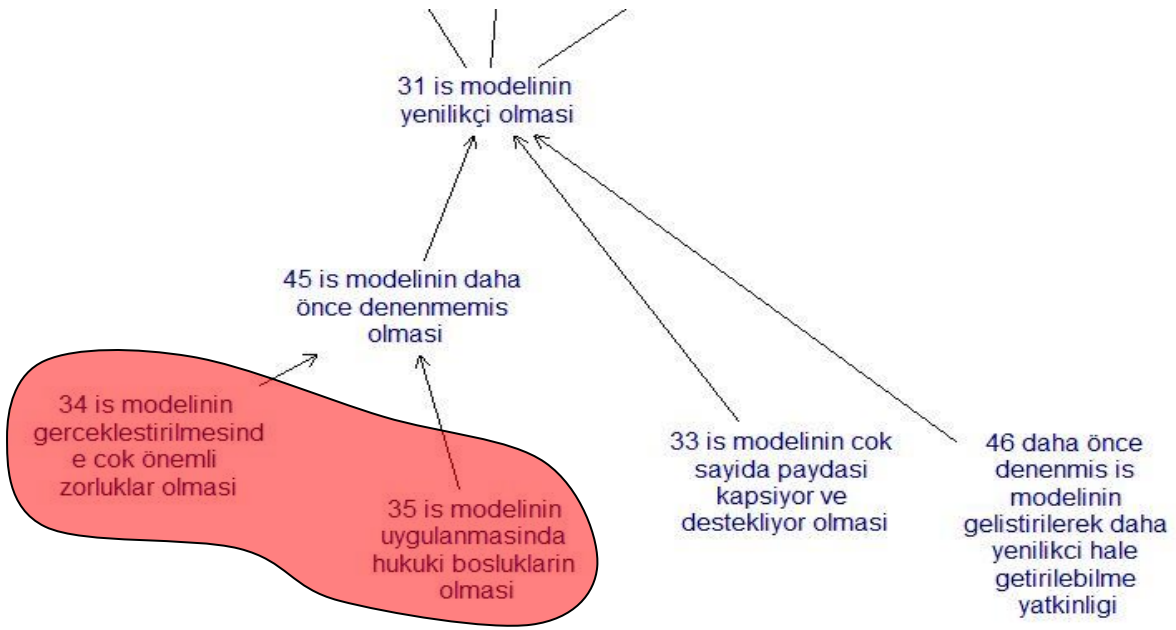 31 is modelinin
yenilikçi olmasi
45 is modelinin daha
önce denenmemis
olmasi
34 is modelinin
gerceklestirilmesind
e cok önemli
zorluklar olmasi
35 is modelinin
uygulanmasinda
hukuki bosluklarin
olmasi
33 is modelinin cok
sayida paydasi
kapsiyor ve
destekliyor olmasi
46 daha önce
denenmis is
modelinin
gelistirilerek daha
yenilikci hale
getirilebilme
yatkinligi